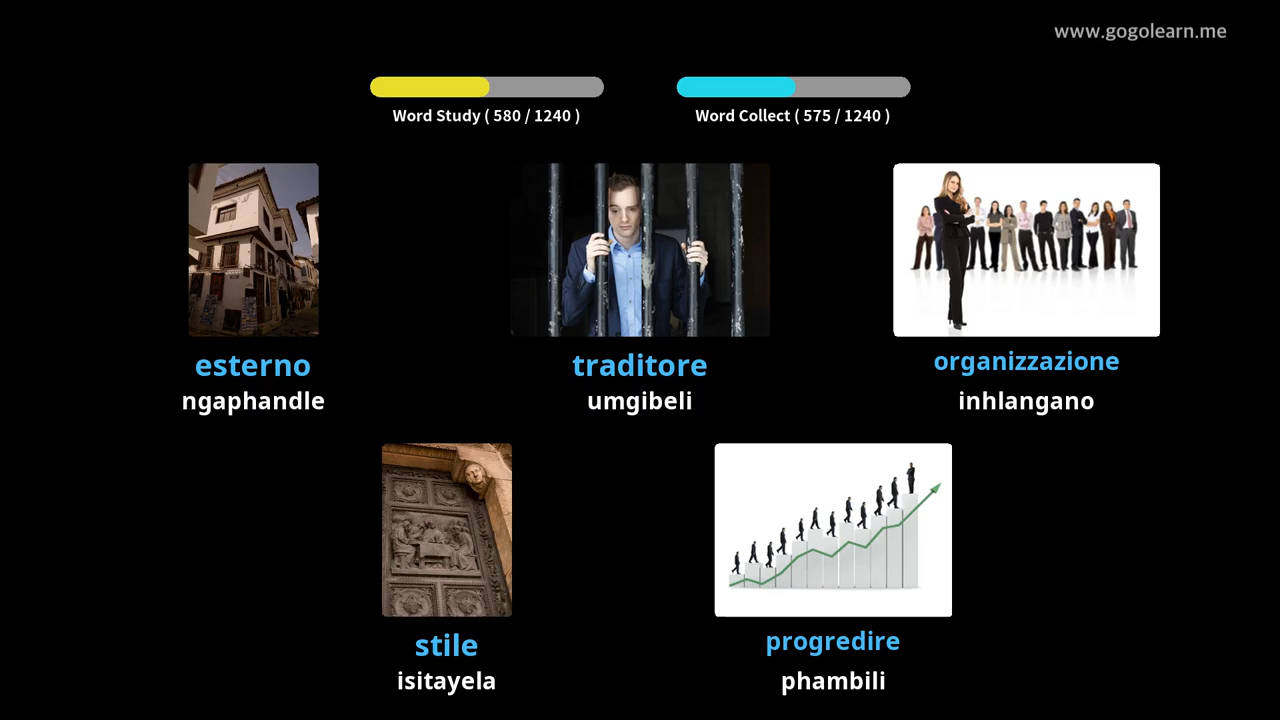 www.gogolearn.me
Word Study ( 580 / 1240 )
Word Collect ( 575 / 1240 )
esterno
ngaphandle
traditore
umgibeli
organizzazione
inhlangano
stile
isitayela
progredire
phambili